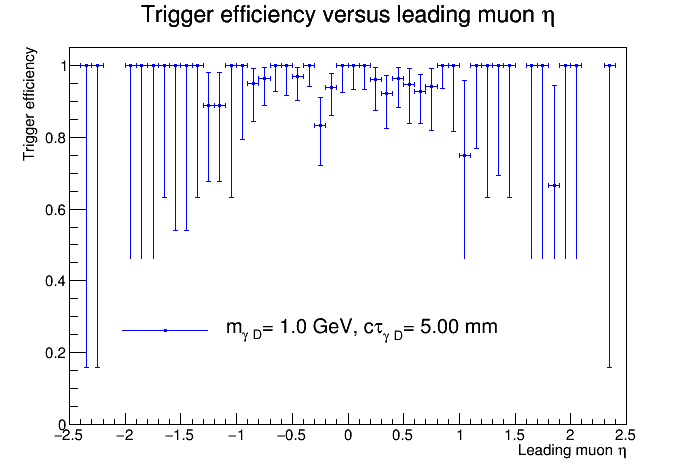 Trigger efficiency versus leading muon η
Trigger efficiency
1
0.8
0.6
0.4
0.2
0
m_γ D= 1.0 GeV, cτ_γ D= 5.00 mm
−2.5 −2 −1.5 −1 −0.5 0 0.5 1 1.5 2 2.5
Leading muon η